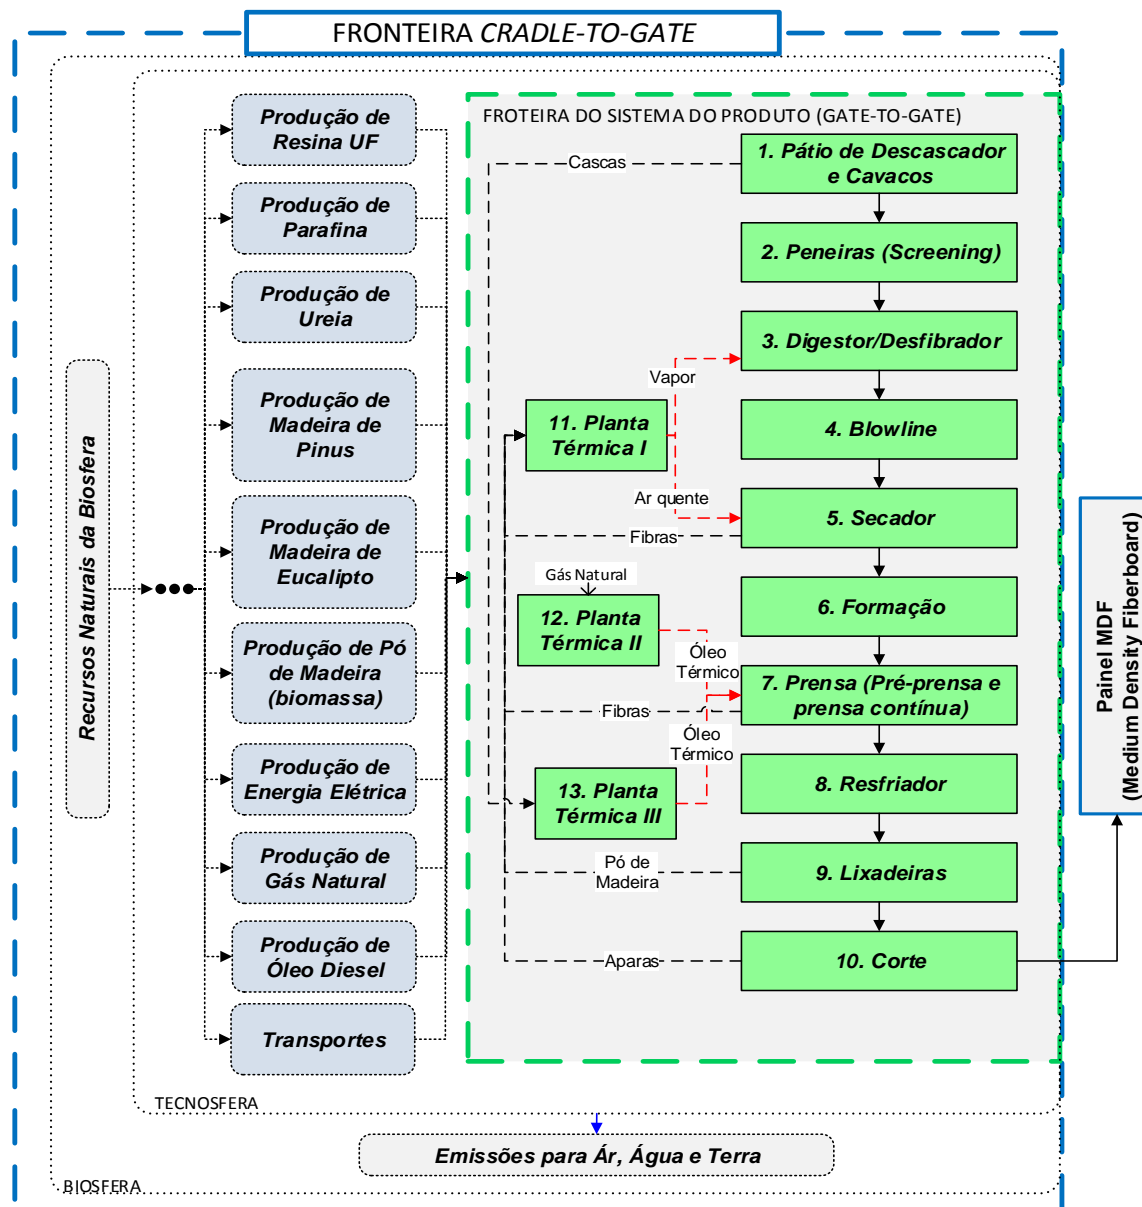 FRONTEIRA CRADLE-TO-GATE
Recursos Naturais da Biosfera
Produção de
Resina UF
Produção de
Parafina
Produção de
Ureia
Produção de
Madeira de
Pinus
Produção de
Madeira de
Eucalipto
Produção de Pó
de Madeira
(biomassa)
Produção de
Energia Elétrica
Produção de
Gás Natural
Produção de
Óleo Diesel
Transportes
FROTEIRA DO SISTEMA DO PRODUTO (GATE-TO-GATE)
Cascas
1. Pátio de Descascador
e Cavacos
2. Peneiras (Screening)
3. Digestor/Desfibrador
Vapor
11. Planta
Térmica I
4. Blowline
Ar quente
5. Secador
Fibras
Gás Natural
12. Planta
Térmica II
6. Formação
Óleo
Térmico
7. Prensa (Pré-prensa e
prensa contínua)
Fibras
Óleo
Térmico
13. Planta
Térmica III
8. Resfriador
Pó de
Madeira
9. Lixadeiras
Aparas
10. Corte
Painel MDF
(Medium Density Fiberboard)
TECNOSFERA
Emissões para Ár, Água e Terra
BIOSFERA